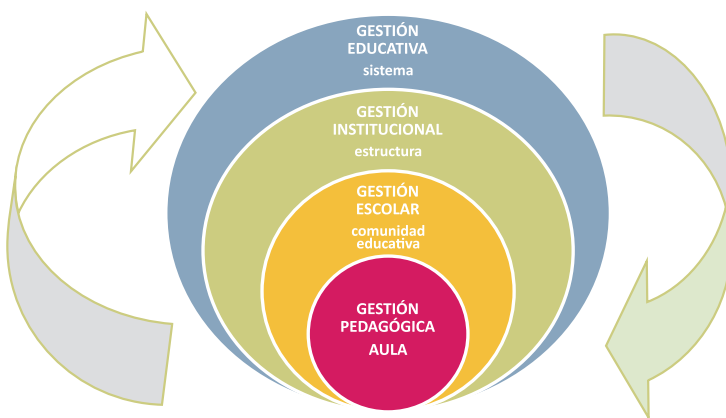 GESTIÓN
EDUCATIVA
sistema
GESTIÓN
INSTITUCIONAL
estructura
GESTIÓN
ESCOLAR
comunidad
educativa
GESTIÓN
PEDAGÓGICA
AULA